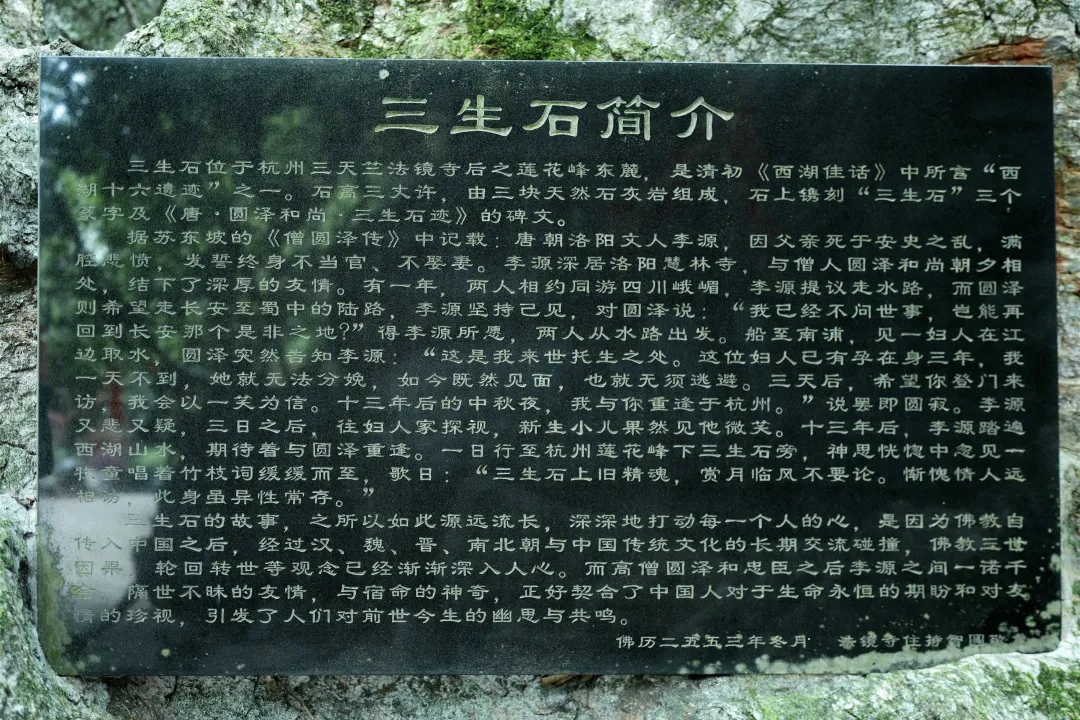 三生石简介
三生石位于杭州三天竺法镜寺后之莲花峰东麓，是清初《西湖佳话》中所言“西
湖十六遗迹”之一。石高三丈许，由三块天然石灰岩组成，石上镌刻“三生石”三个
篆字及《唐·圆泽和尚·三生石迹》的碑文。
据苏东坡的《僧圆泽传》中记载：唐朝洛阳文人李源，因父亲死于安史之乱，满
腔悲愤，发誓终身不当官、不娶妻。李源深居洛阳慧林寺，与僧人圆泽和尚朝夕相
处，结下了深厚的友情。有一年，两人相约同游四川峨嵋，李源提议走水路，而圆泽
则希望走长安至蜀中的陆路，李源坚持己见，对圆泽说：“我已经不问世事，岂能再
回到长安那个是非之地?”得李源所愿，两人从水路出发。船至南浦，见一妇人在江
边取水，圆泽突然告知李源：“这是我来世托生之处。这位妇人已有孕在身三年，我
一天不到，她就无法分娩，如今既然见面，也就无须逃避。三天后，希望你登门来
访，我会以一笑为信。十三年后的中秋夜，我与你重逢于杭州。”说罢即圆寂。李源
又悲又疑，三日之后，往妇人家探视，新生小儿果然见他微笑。十三年后，李源踏遍
西湖山水，期待着与圆泽重逢。一日行至杭州莲花峰下三生石旁，神思恍惚中忽见一
牧童唱着竹枝词缓缓而至，歌曰：“三生石上旧精魂，赏月临风不要论。惭愧情人远
相访，此身虽异性常存。”
三生石的故事，之所以如此源远流长，深深地打动每一个人的心，是因为佛教自
传入中国之后，经过汉、魏、晋、南北朝与中国传统文化的长期交流碰撞，佛教三世
因果，轮回转世等观念已经渐渐深入人心。而高僧圆泽和忠臣之后李源之间一诺千
金，隔世不昧的友情，与宿命的神奇，正好契合了中国人对于生命永恒的期盼和对友
情的珍视，引发了人们对前世今生的幽思与共鸣。
佛历二五五三年冬月 法镜寺住持智圆敬